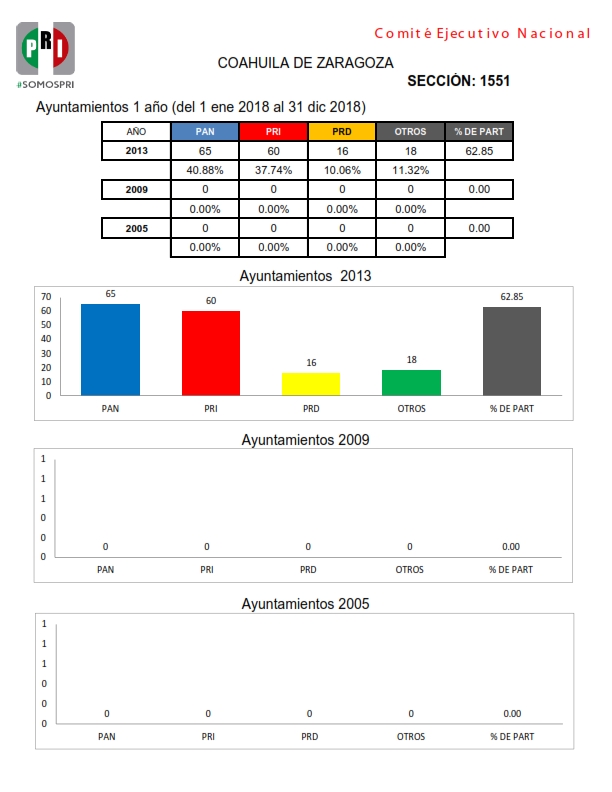 PRI
#SOMOSPRI
Comité Ejecutivo Nacional
COAHUILA DE ZARAGOZA
SECCIÓN: 1551
Ayuntamientos 1 año (del 1 ene 2018 al 31 dic 2018)
AÑO PAN PRI PRD OTROS % DE PART
2013 65 60 16 18 62.85
40.88% 37.74% 10.06% 11.32%
2009 0 0 0 0 0.00
0.00% 0.00% 0.00% 0.00%
2005 0 0 0 0 0.00
0.00% 0.00% 0.00% 0.00%
Ayuntamientos 2013
70
60
50
40
30
20
10
0
65 60 16 18 62.85
PAN PRI PRD OTROS % DE PART
Ayuntamientos 2009
1
1
1
0
0
0
0 0 0 0 0.00
PAN PRI PRD OTROS % DE PART
Ayuntamientos 2005
1
1
1
0
0
0
0 0 0 0 0.00
PAN PRI PRD OTROS % DE PART